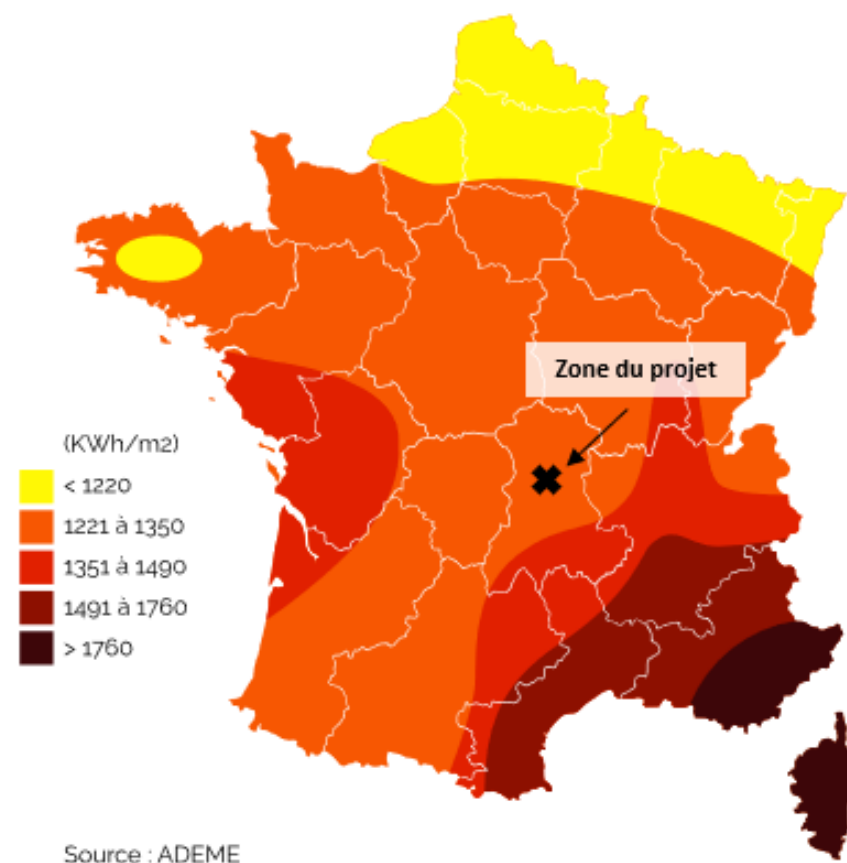 Zone du projet
(KWh/m2)
< 1220
1221 à 1350
1351 à 1490
1491 à 1760
> 1760
Source : ADEME